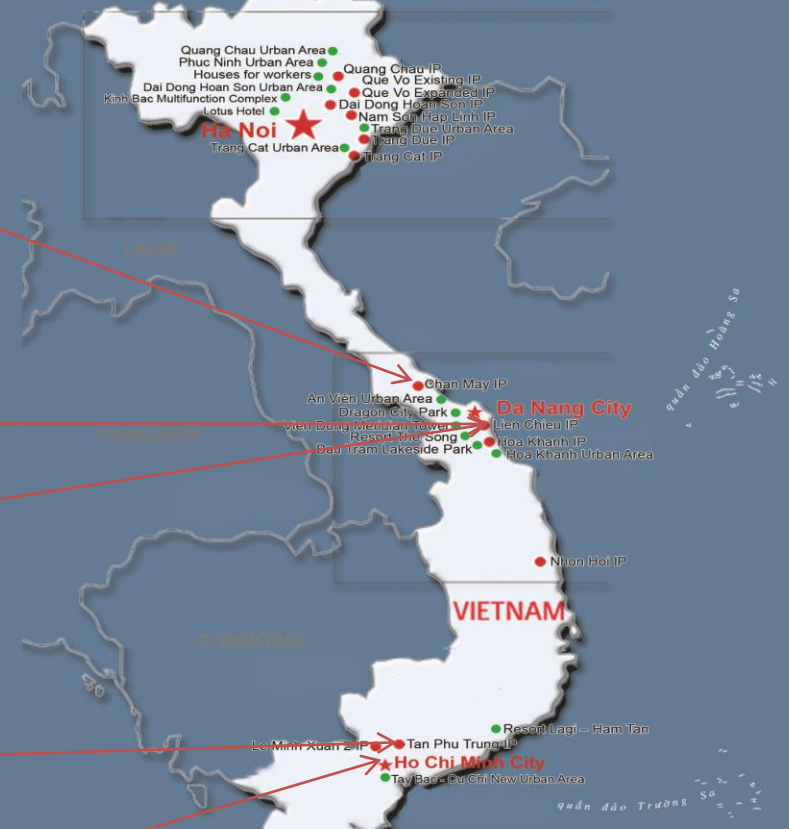 Quang Chau Urban Area
Phuc Ninh Urban Area
Houses for workers
Quang Chau IP
Que Vo Existing IP
Dai Dong Hoan Son Urban Area
Que Vo Expanded IP
Kinh Bac Multifunction Complex
Dai Dong Hoan Son IP
Lotus Hotel
Nam Son Hap Linh IP
Ha Noi
Trang Due Urban Area
Trang Due IP
Trang Cat Urban Area
Trang Cat IP
LAOS
quần đảo Hoàng Sa
Chan May IP
An Viên Urban Area
Dragon City Park
Da Nang City
Vien Dong Meridian Tower
Lien Chieu IP
THAILAND
Resort The Song
Hoa Khanh IP
Bau Tram Lakeside Park
Hoa Khanh Urban Area
Nhon Hoi IP
VIETNAM
CAMBODIA
Resort Lagi – Ham Tan
Le Minh Xuan 2 IP
Tan Phu Trung IP
Ho Chi Minh City
Tay Bac - Cu Chi New Urban Area
quần đảo Trường Sa